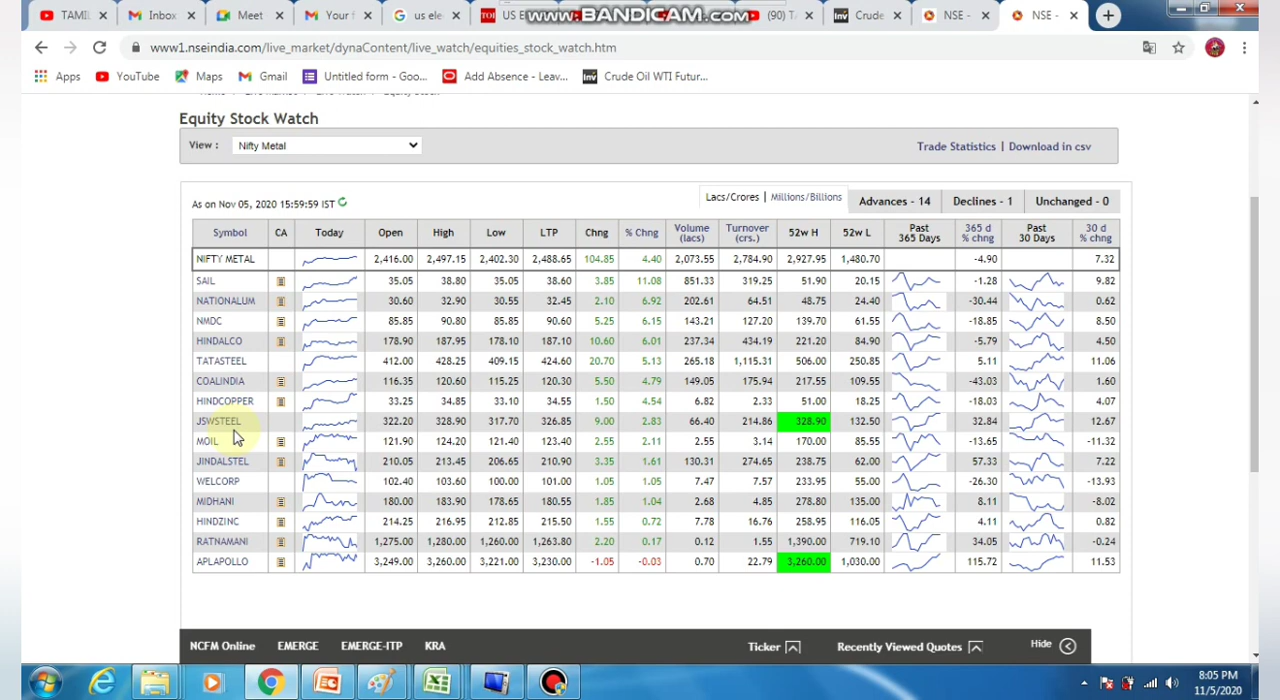 TAMIL Inbox Meet Your f us ele US E www.BANDICAM.com (90) TA Crude NSE - NSE -
www1.nseindia.com/live_market/dynaContent/live_watch/equities_stock_watch.htm
Apps YouTube Maps Gmail Untitled form - Goo... Add Absence - Leav... Crude Oil WTI Futur...
Equity Stock Watch
View : Nifty Metal Trade Statistics | Download in csv
As on Nov 05, 2020 15:59:59 IST Lacs/Crores | Millions/Billions Advances - 14 Declines - 1 Unchanged - 0
Symbol CA Today Open High Low LTP Chng % Chng Volume (lacs) Turnover (crs.) 52w H 52w L Past 365 Days 365 d % chng Past 30 Days 30 d % chng
NIFTY METAL 2,416.00 2,497.15 2,402.30 2,488.65 104.85 4.40 2,073.55 2,784.90 2,927.95 1,480.70 -4.90 7.32
SAIL 35.05 38.80 35.05 38.60 3.85 11.08 851.33 319.25 51.90 20.15 -1.28 9.82
NATIONALUM 30.60 32.90 30.55 32.45 2.10 6.92 202.61 64.51 48.75 24.40 -30.44 0.62
NMDC 85.85 90.80 85.85 90.60 5.25 6.15 143.21 127.20 139.70 61.55 -18.85 8.50
HINDALCO 178.90 187.95 178.10 187.10 10.60 6.01 237.34 434.19 221.20 84.90 -5.79 4.50
TATASTEEL 412.00 428.25 409.15 424.60 20.70 5.13 265.18 1,115.31 506.00 250.85 5.11 11.06
COALINDIA 116.35 120.60 115.25 120.30 5.50 4.79 149.05 175.94 217.55 109.55 -43.03 1.60
HINDCOPPER 33.25 34.85 33.10 34.55 1.50 4.54 6.82 2.33 51.00 18.25 -18.03 4.07
JSWSTEEL 322.20 328.90 317.70 326.85 9.00 2.83 66.40 214.86 328.90 132.50 32.84 12.67
MOIL 121.90 124.20 121.40 123.40 2.55 2.11 2.55 3.14 170.00 85.55 -13.65 -11.32
JINDALSTEL 210.05 213.45 206.65 210.90 3.35 1.61 130.31 274.65 238.75 62.00 57.33 7.22
WELCORP 102.40 103.60 100.00 101.00 1.05 1.05 7.47 7.57 233.95 55.00 -26.30 -13.93
MIDHANI 180.00 183.90 178.65 180.55 1.85 1.04 2.68 4.85 278.80 135.00 8.11 -8.02
HINDZINC 214.25 216.95 212.85 215.50 1.55 0.72 7.78 16.76 258.95 116.05 4.11 0.82
RATNAMANI 1,275.00 1,280.00 1,260.00 1,263.80 2.20 0.17 0.12 1.55 1,390.00 719.10 34.05 -0.24
APLAPOLLO 3,249.00 3,260.00 3,221.00 3,230.00 -1.05 -0.03 0.70 22.79 3,260.00 1,030.00 115.72 11.53
NCFM Online EMERGE EMERGE-ITP KRA Ticker Recently Viewed Quotes Hide
8:05 PM
11/5/2020